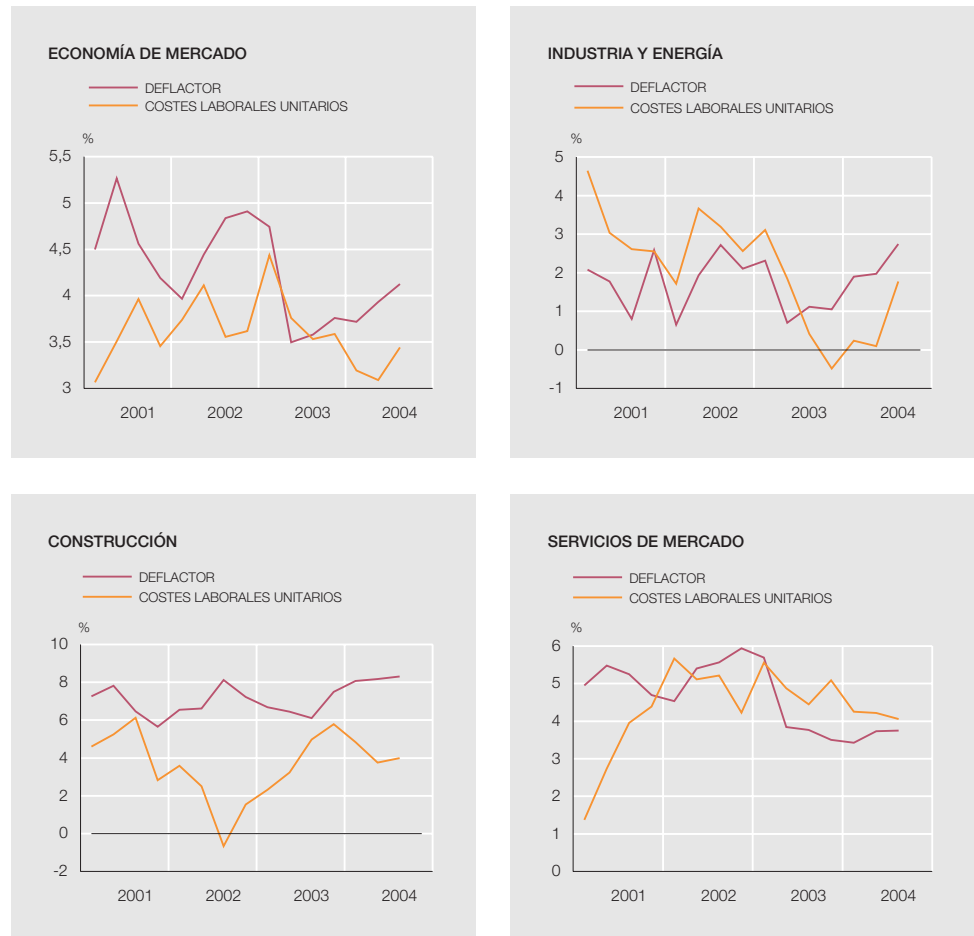 ECONOMÍA DE MERCADO
DEFLACTOR
COSTES LABORALES UNITARIOS
%
5,5
5
4,5
4
3,5
3
2001 2002 2003 2004
INDUSTRIA Y ENERGÍA
DEFLACTOR
COSTES LABORALES UNITARIOS
%
5
4
3
2
1
0
-1
2001 2002 2003 2004
CONSTRUCCIÓN
DEFLACTOR
COSTES LABORALES UNITARIOS
%
10
8
6
4
2
0
-2
2001 2002 2003 2004
SERVICIOS DE MERCADO
DEFLACTOR
COSTES LABORALES UNITARIOS
%
6
5
4
3
2
1
0
2001 2002 2003 2004